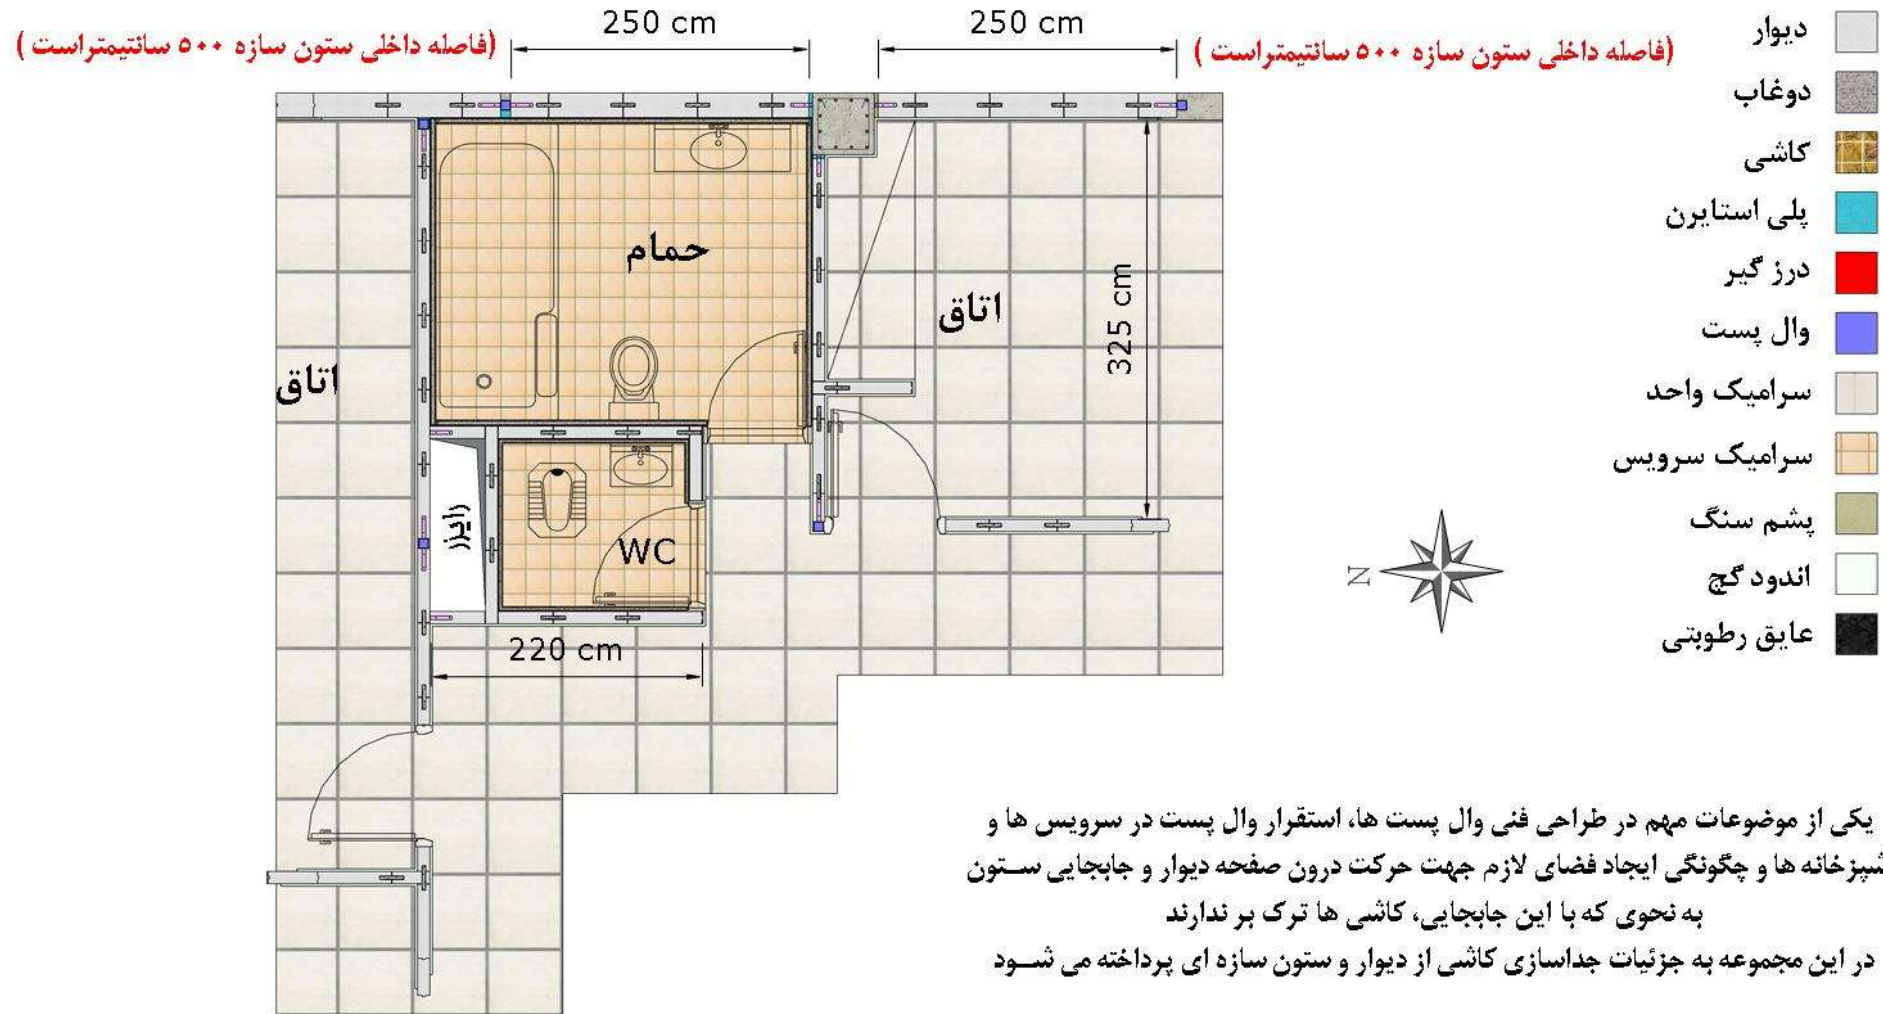 250 cm
250 cm
(فاصله داخلی ستون سازه ۵۰۰ سانتیمتراست )
(فاصله داخلی ستون سازه ۵۰۰ سانتیمتراست )
دیوار
دوغاب
کاشی
پلی استایرن
درز گیر
وال پست
سرامیک واحد
سرامیک سرویس
پشم سنگ
اندود گچ
عایق رطوبتی
حمام
اتاق
325 cm
اتاق
رایزر
WC
220 cm
N
یکی از موضوعات مهم در طراحی فنی وال پست ها، استقرار وال پست در سرویس ها و
شپزخانه ها و چگونگی ایجاد فضای لازم جهت حرکت درون صفحه دیوار و جابجایی ستون
به نحوی که با این جابجایی، کاشی ها ترک بر ندارند
در این مجموعه به جزئیات جداسازی کاشی از دیوار و ستون سازه ای پرداخته می شود